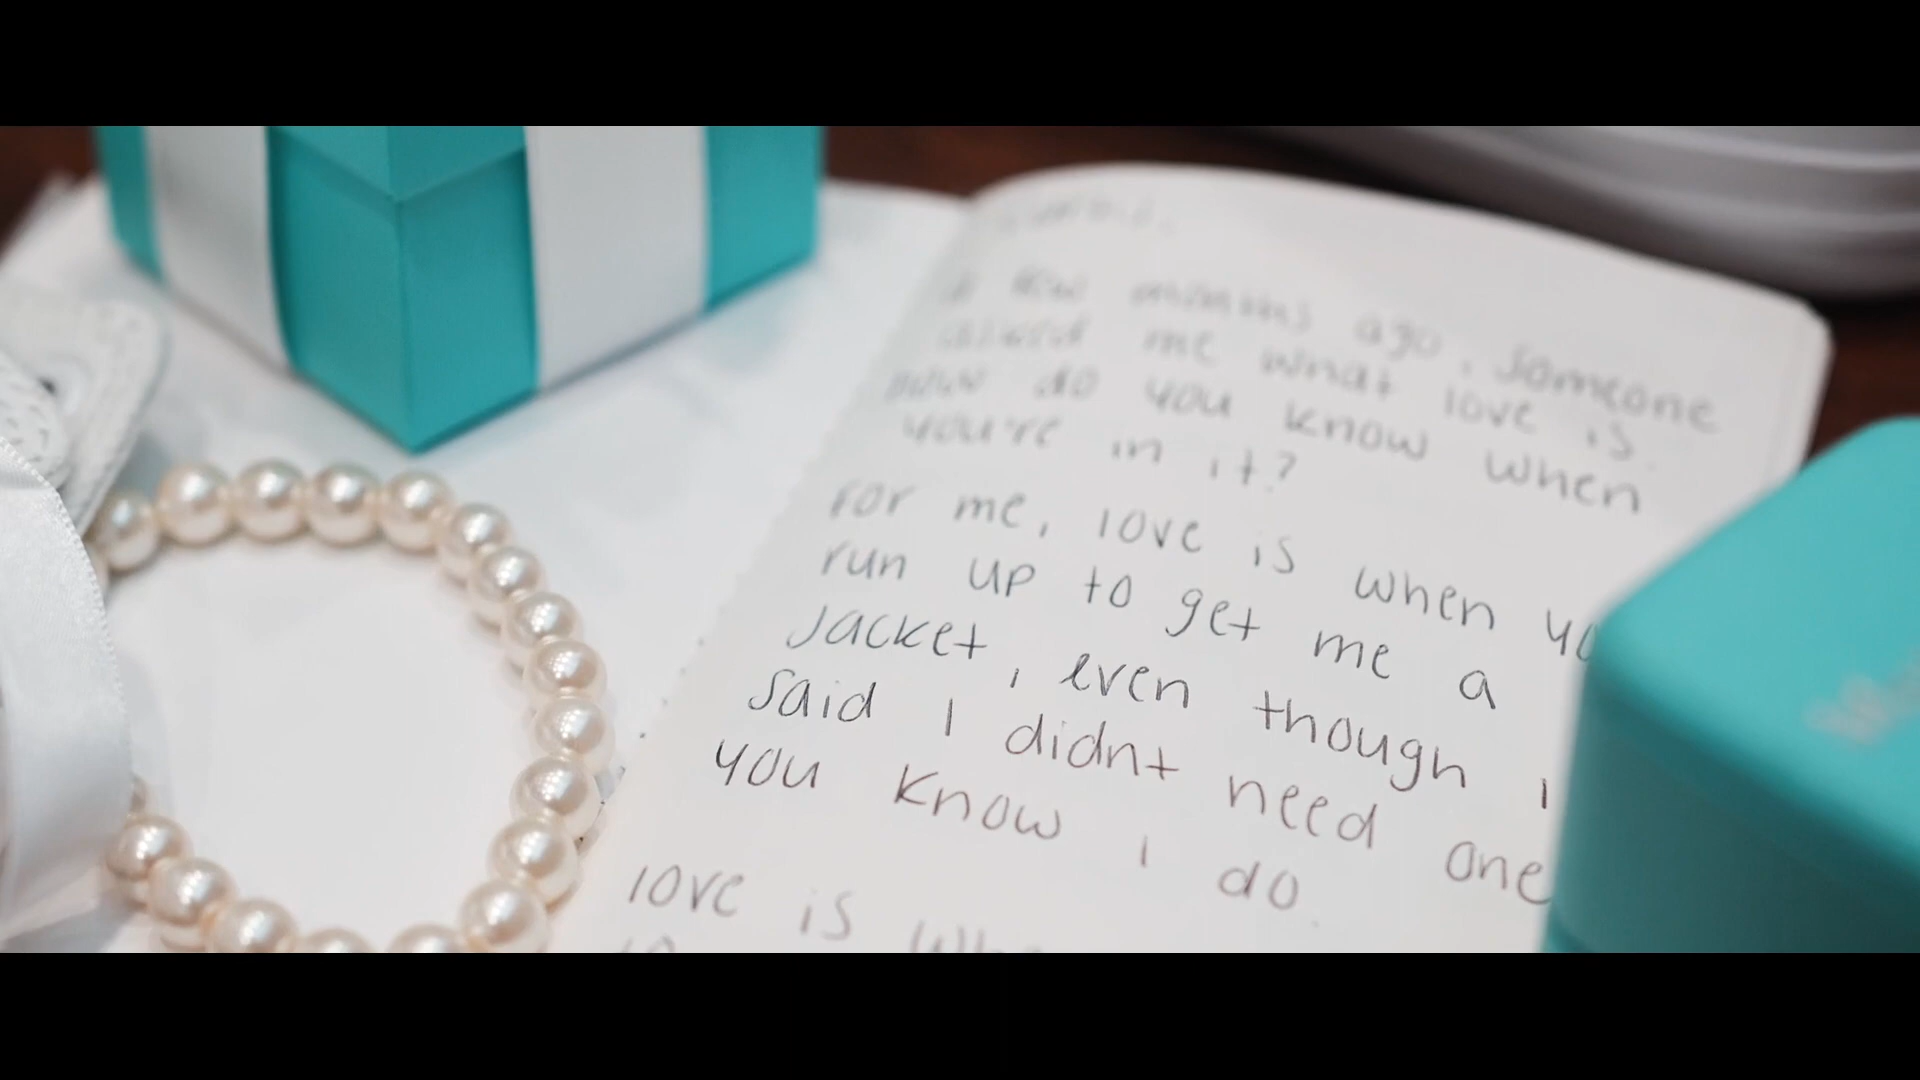 A few months ago, someone
asked me what love is.
how do you know when
you're in it?
For me, love is when
run up to get me a
Jacket, even though I
said I didnt need one
you know I do.
love is